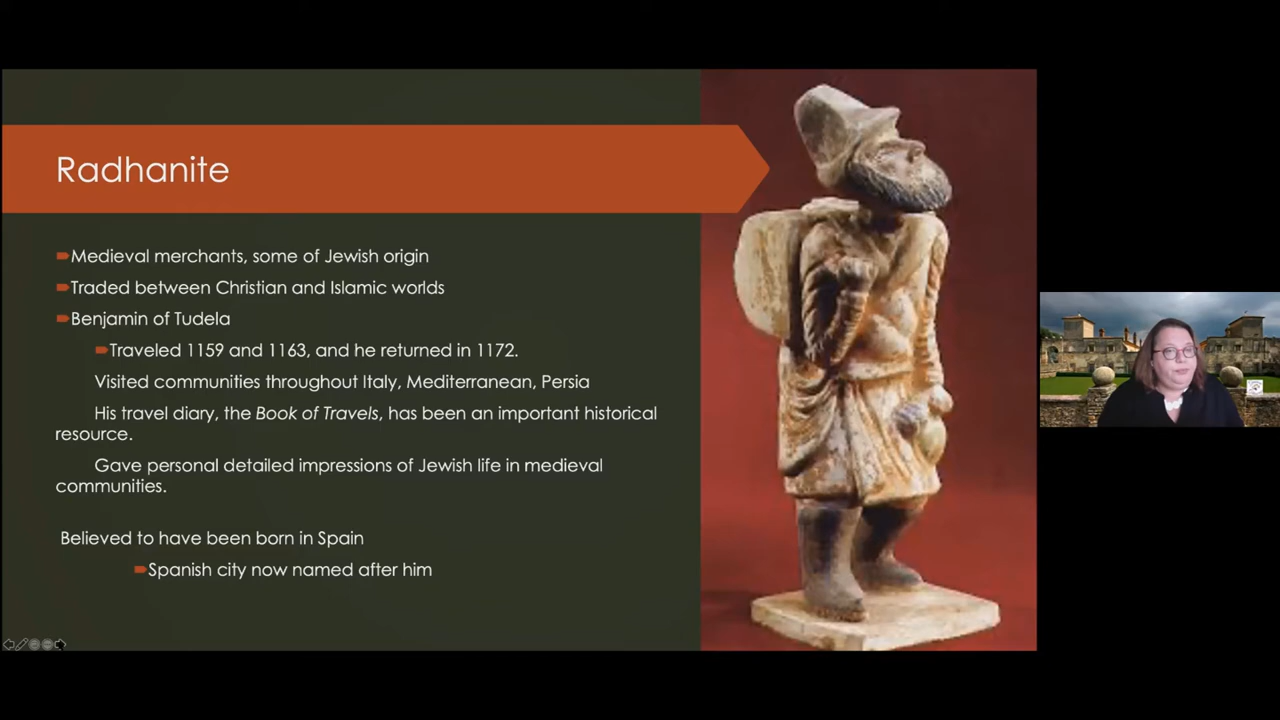 Radhanite
Medieval merchants, some of Jewish origin
Traded between Christian and Islamic worlds
Benjamin of Tudela
Traveled 1159 and 1163, and he returned in 1172.
Visited communities throughout Italy, Mediterranean, Persia
His travel diary, the Book of Travels, has been an important historical
resource.
Gave personal detailed impressions of Jewish life in medieval
communities.
Believed to have been born in Spain
Spanish city now named after him